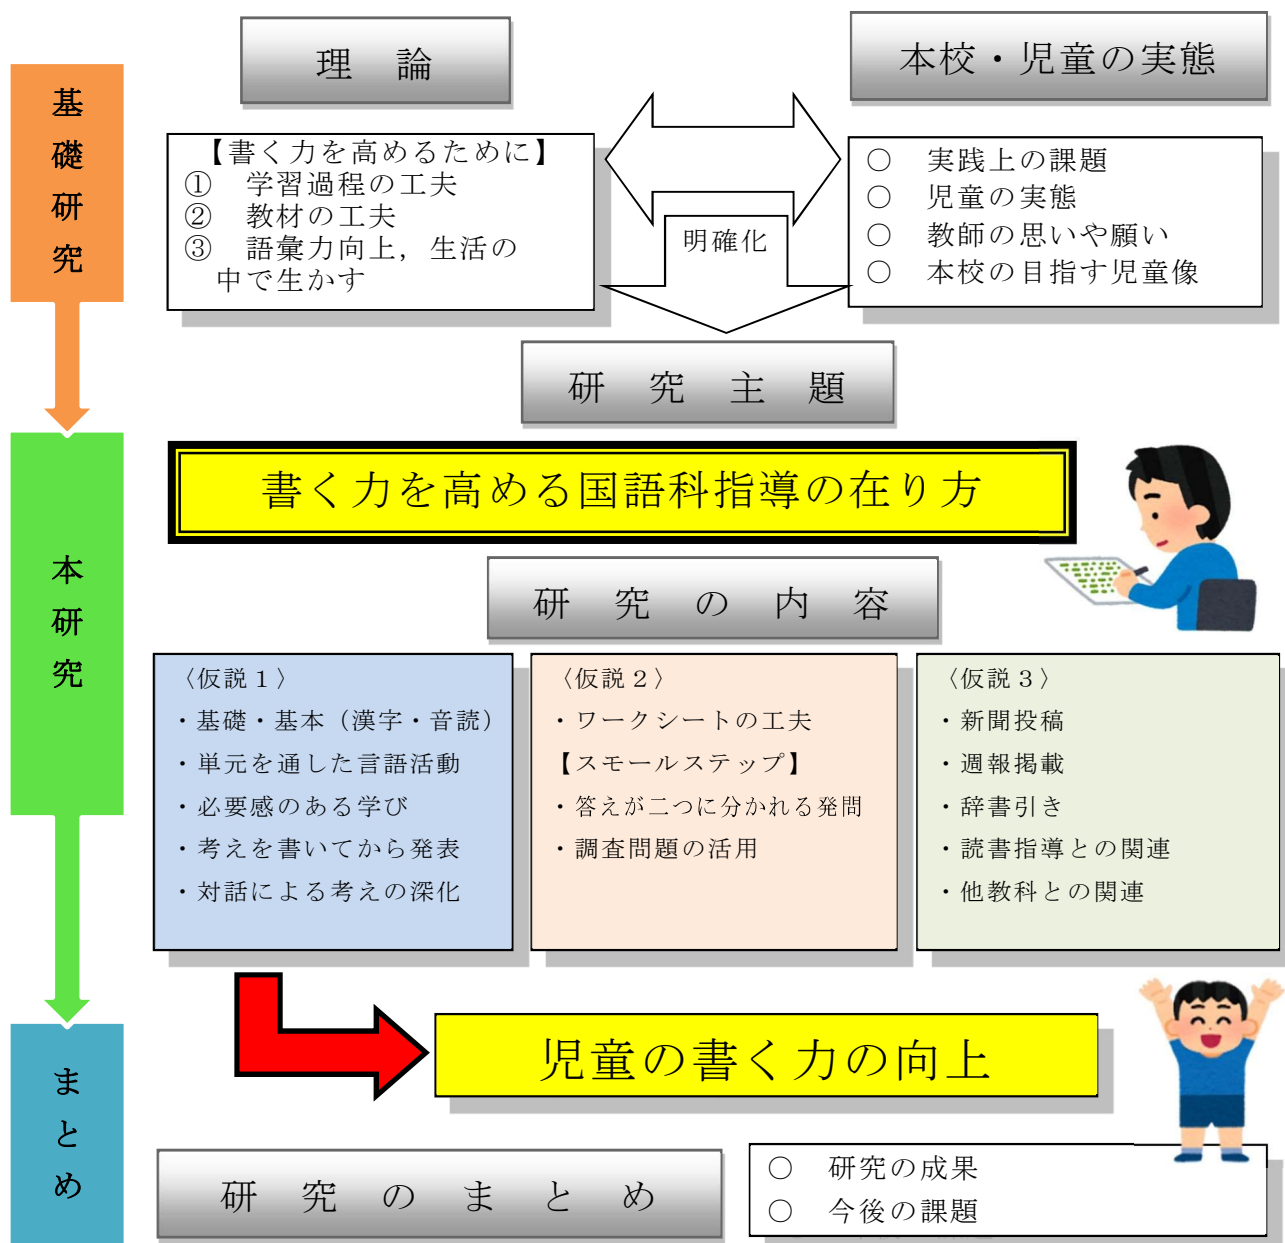 基礎研究
理　論
本校・児童の実態
【書く力を高めるために】
①　学習過程の工夫
②　教材の工夫
③　語彙力向上，生活の
中で生かす
明確化
○　実践上の課題
○　児童の実態
○　教師の思いや願い
○　本校の目指す児童像
研　究　主　題
本研究
書く力を高める国語科指導の在り方
研　究　の　内　容
〈仮説１〉
・基礎・基本（漢字・音読）
・単元を通した言語活動
・必要感のある学び
・考えを書いてから発表
・対話による考えの深化
〈仮説２〉
・ワークシートの工夫
【スモールステップ】
・答えが二つに分かれる発問
・調査問題の活用
〈仮説３〉
・新聞投稿
・週報掲載
・辞書引き
・読書指導との関連
・他教科との関連
児童の書く力の向上
まとめ
研　究　の　ま　と　め
○　研究の成果
○　今後の課題